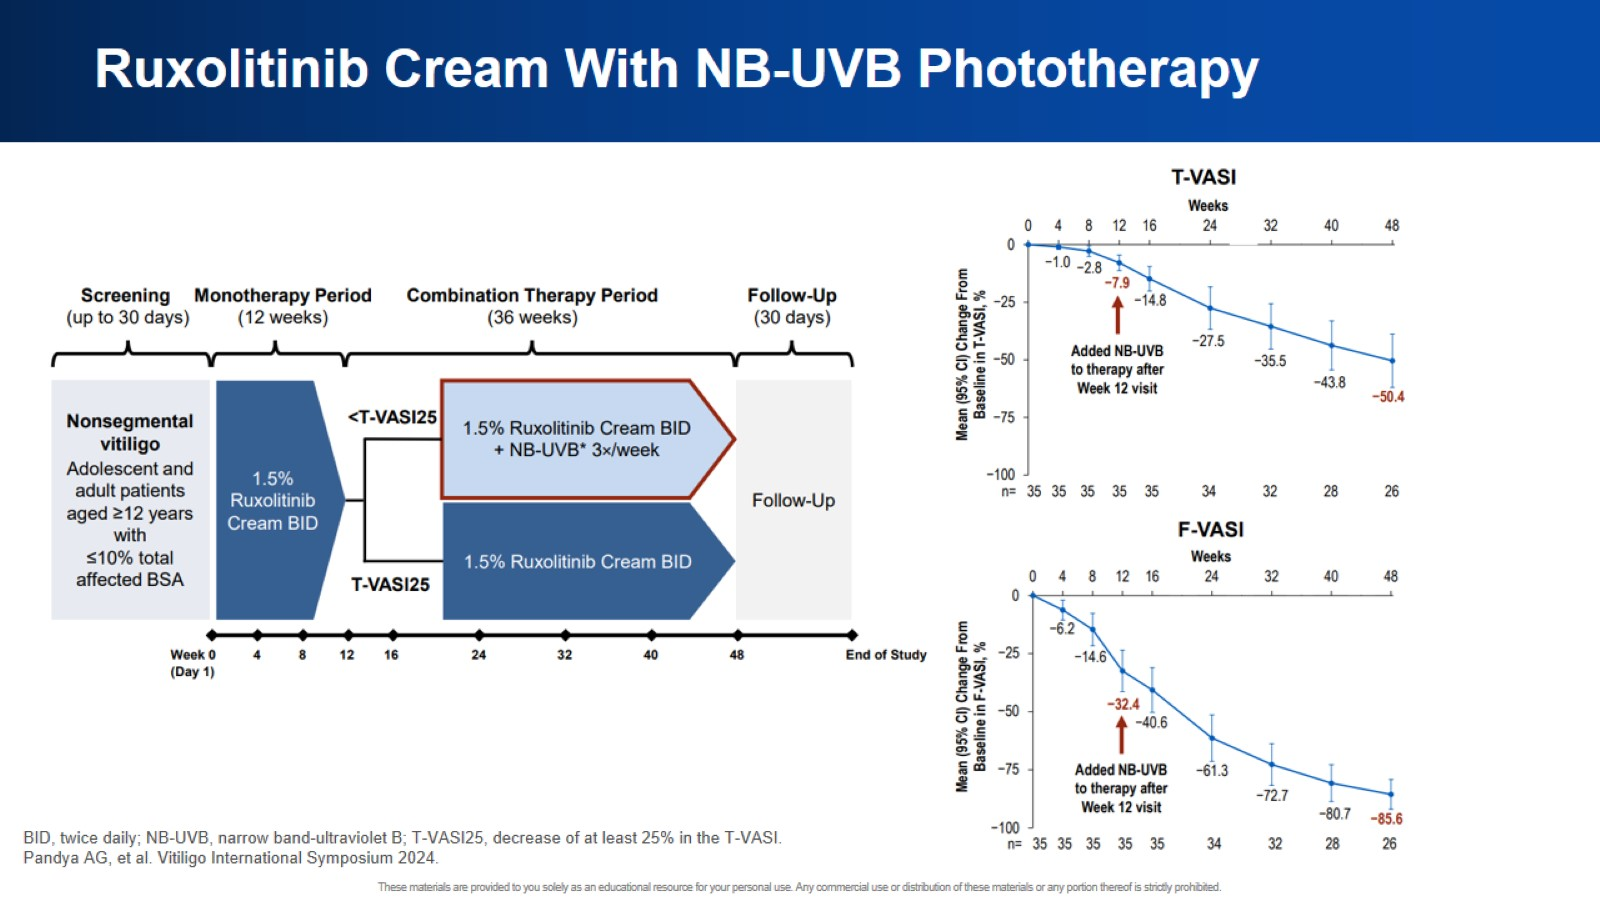 Ruxolitinib Cream With NB-UVB Phototherapy
Screening
(up to 30 days)
Monotherapy Period
(12 weeks)
Combination Therapy Period
(36 weeks)
Follow-Up
(30 days)
Nonsegmental
vitiligo
Adolescent and
adult patients
aged ≥12 years
with
≤10% total
affected BSA
1.5%
Ruxolitinib
Cream BID
<T-VASI25
T-VASI25
1.5% Ruxolitinib Cream BID
+ NB-UVB* 3×/week
1.5% Ruxolitinib Cream BID
Follow-Up
Week 0 4 8 12 16 24 32 40 48 End of Study
(Day 1)
T-VASI
Weeks
0 4 8 12 16 24 32 40 48
Mean (95% CI) Change From
Baseline in T-VASI, %
0
−25
−50
−75
−100
−1.0
−2.8
−7.9
−14.8
−27.5
−35.5
−43.8
−50.4
Added NB-UVB
to therapy after
Week 12 visit
n= 35 35 35 35 35 34 32 28 26
F-VASI
Weeks
0 4 8 12 16 24 32 40 48
Mean (95% CI) Change From
Baseline in F-VASI, %
0
−25
−50
−75
−100
−6.2
−14.6
−32.4
−40.6
−61.3
−72.7
−80.7
−85.6
Added NB-UVB
to therapy after
Week 12 visit
n= 35 35 35 35 35 34 32 28 26
BID, twice daily; NB-UVB, narrow band-ultraviolet B; T-VASI25, decrease of at least 25% in the T-VASI.
Pandya AG, et al. Vitiligo International Symposium 2024.
These materials are provided to you solely as an educational resource for your personal use. Any commercial use or distribution of these materials or any portion thereof is strictly prohibited.